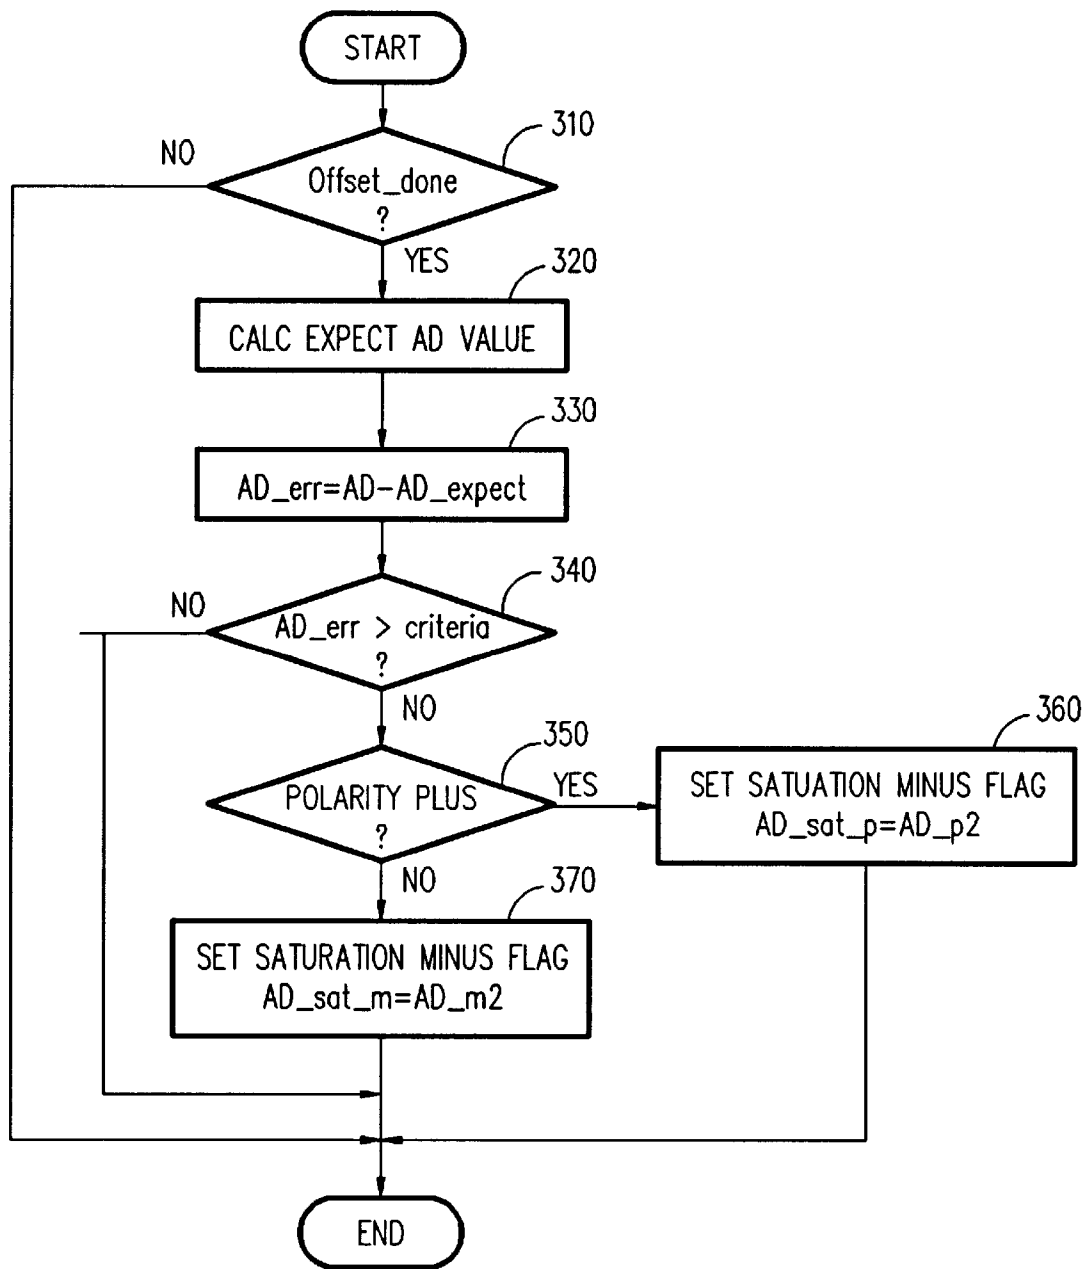 START
310
NO
Offset_done
?
YES
320
CALC EXPECT AD VALUE
330
AD_err=AD-AD_expect
340
NO
AD_err > criteria
?
NO
350
360
POLARITY PLUS
?
YES
SET SATUATION MINUS FLAG
AD_sat_p=AD_p2
NO
370
SET SATURATION MINUS FLAG
AD_sat_m=AD_m2
END